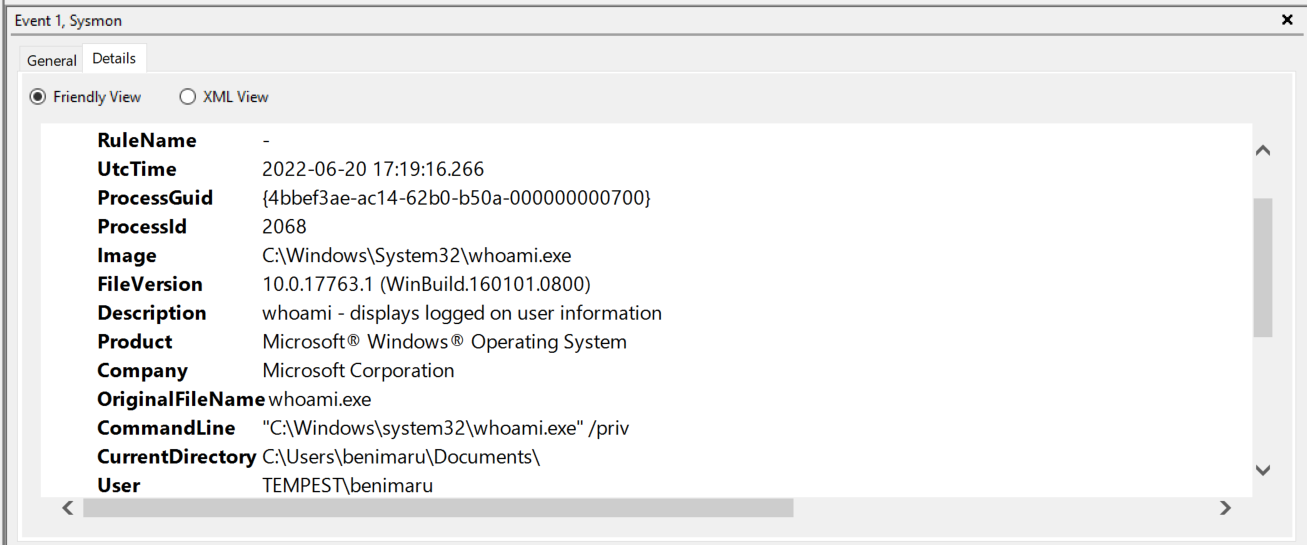 Event 1, Sysmon
General Details
Friendly View XML View
RuleName -
UtcTime 2022-06-20 17:19:16.266
ProcessGuid {4bbef3ae-ac14-62b0-b50a-000000000700}
ProcessId 2068
Image C:\Windows\System32\whoami.exe
FileVersion 10.0.17763.1 (WinBuild.160101.0800)
Description whoami - displays logged on user information
Product Microsoft® Windows® Operating System
Company Microsoft Corporation
OriginalFileName whoami.exe
CommandLine "C:\Windows\system32\whoami.exe" /priv
CurrentDirectory C:\Users\benimaru\Documents\
User TEMPEST\benimaru